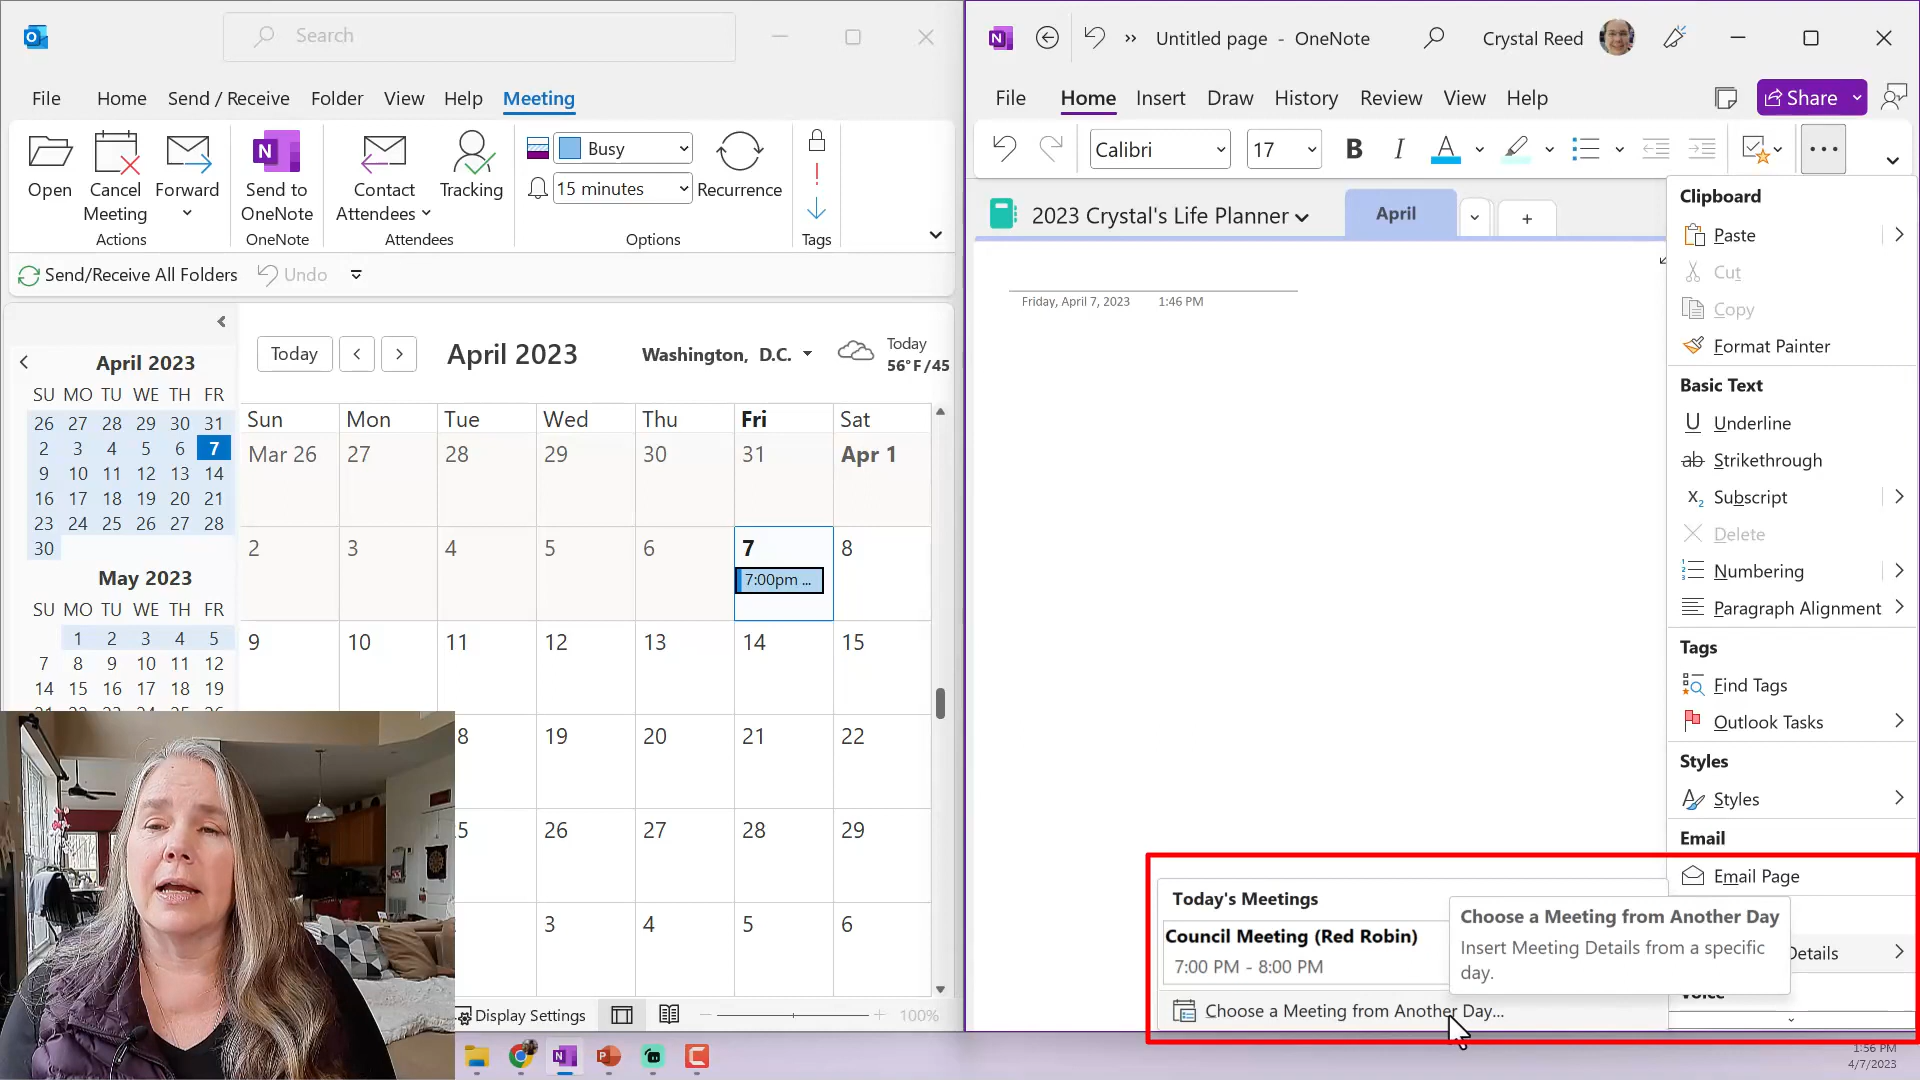 Search
File Home Send / Receive Folder View Help Meeting
Open
Cancel
Meeting
Forward
Actions
Send to
OneNote
OneNote
Contact
Attendees
Tracking
Attendees
Busy
15 minutes
Recurrence
Options
Tags
Send/Receive All Folders Undo
April 2023
SU MO TU WE TH FR
26 27 28 29 30 31
2 3 4 5 6 7
9 10 11 12 13 14
16 17 18 19 20 21
23 24 25 26 27 28
30
May 2023
SU MO TU WE TH FR
1 2 3 4 5
7 8 9 10 11 12
14 15 16 17 18 19
Today April 2023 Washington, D.C. Today
56°F/45
Sun Mon Tue Wed Thu Fri Sat
Mar 26 27 28 29 30 31 Apr 1
2 3 4 5 6 7 8
7:00pm ...
9 10 11 12 13 14 15
8 19 20 21 22
5 26 27 28 29
3 4 5 6
Display Settings 100%
Untitled page - OneNote Crystal Reed
File Home Insert Draw History Review View Help Share
Calibri 17 B I A
2023 Crystal's Life Planner April +
Friday, April 7, 2023 1:46 PM
Clipboard
Paste
Cut
Copy
Format Painter
Basic Text
Underline
Strikethrough
Subscript
Delete
Numbering
Paragraph Alignment
Tags
Find Tags
Outlook Tasks
Styles
Styles
Email
Email Page
Details
Voice
Today's Meetings
Council Meeting (Red Robin)
7:00 PM - 8:00 PM
Choose a Meeting from Another Day...
Choose a Meeting from Another Day
Insert Meeting Details from a specific
day.
1:56 PM
4/7/2023